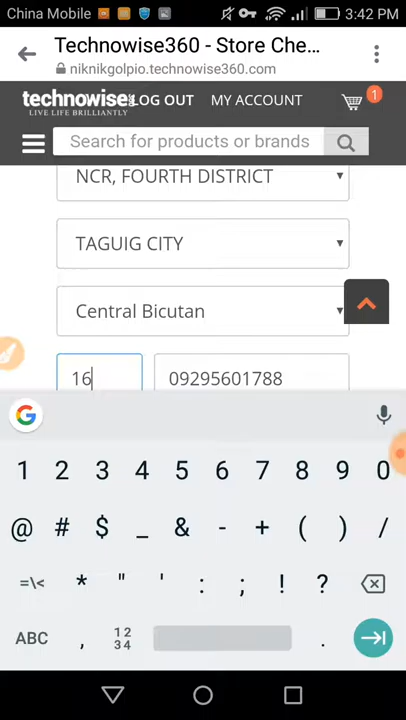 China Mobile 3:42 PM
Technowise360 - Store Che...
niknikgolpio.technowise360.com
technowise LOG OUT MY ACCOUNT 1
LIVE LIFE BRILLIANTLY
Search for products or brands
NCR, FOURTH DISTRICT
TAGUIG CITY
Central Bicutan
16 09295601788
G
1 2 3 4 5 6 7 8 9 0
@ # $ _ & - + ( ) /
=\< * " ' : ; ! ?
ABC , 12 34 .